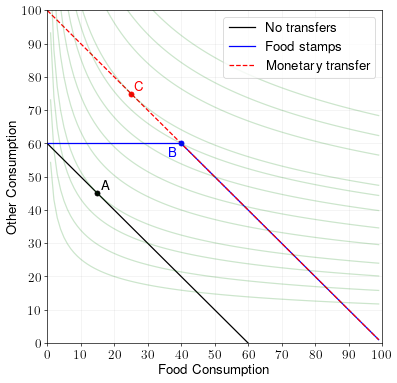 No transfers
Food stamps
Monetary transfer
C
B
A
Other Consumption
100
90
80
70
60
50
40
30
20
10
0
0 10 20 30 40 50 60 70 80 90 100
Food Consumption